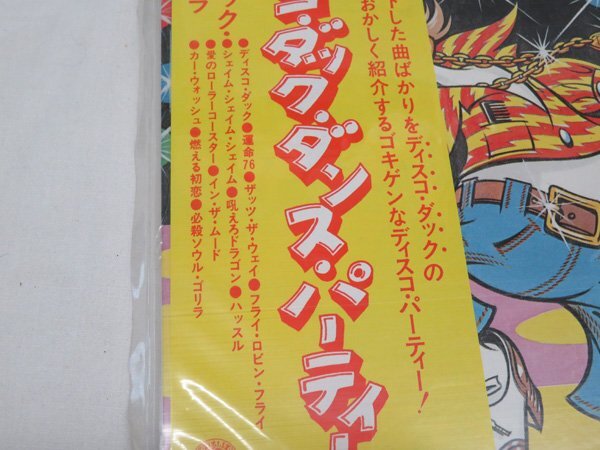 トした曲ばかりをディスコ・ダックの
おかしく紹介するゴキゲンなディスコ・パーティー!
コ・ダック・ダンス・パーティー
●ディスコ・ダック●運命76●ザッツ・ザ・ウェイ●フライ・ロビン・フライ
●シェイム・シェイム・シェイム●吼えろドラゴン●ハッスル
●愛のローラーコースター●イン・ザ・ムード
●カー・ウォッシュ●燃える初恋●必殺ソウル・ゴリラ
ック・
ラ